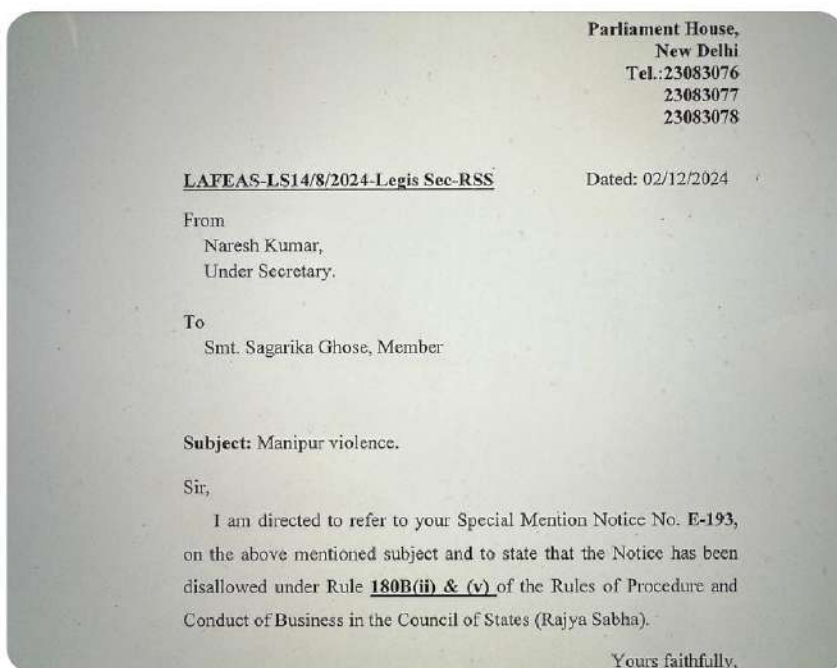 Parliament House,
New Delhi
Tel.:23083076
23083077
23083078
LAFEAS-LS14/8/2024-Legis Sec-RSS Dated: 02/12/2024
From
Naresh Kumar,
Under Secretary.
To
Smt. Sagarika Ghose, Member
Subject: Manipur violence.
Sir,
I am directed to refer to your Special Mention Notice No. E-193,
on the above mentioned subject and to state that the Notice has been
disallowed under Rule 180B(ii) & (v) of the Rules of Procedure and
Conduct of Business in the Council of States (Rajya Sabha).
Yours faithfully,